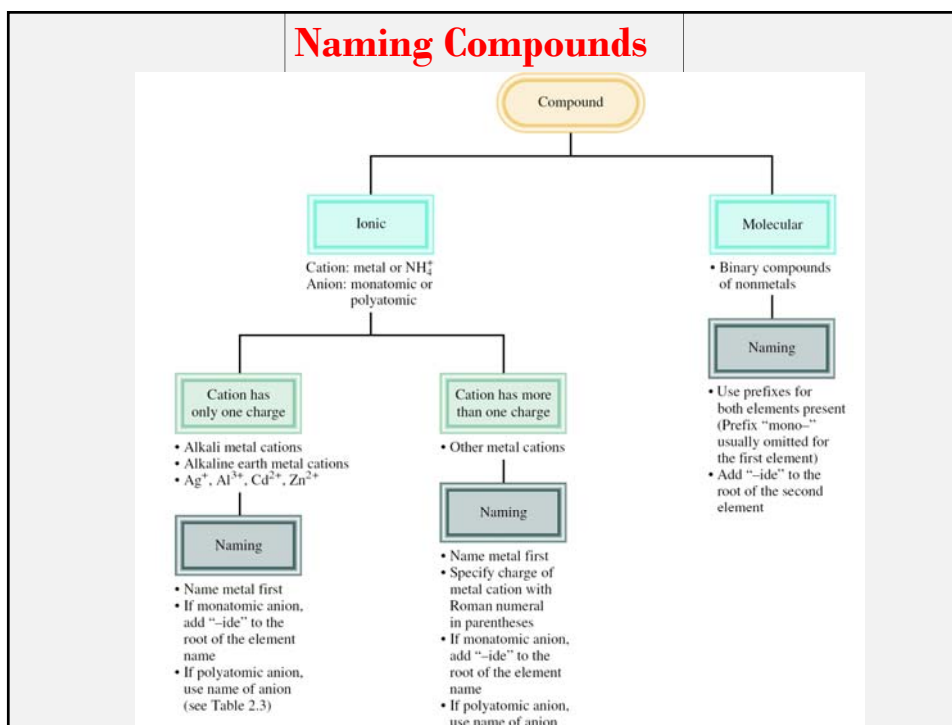 Naming Compounds
Compound
Ionic
Cation: metal or NH₄⁺
Anion: monatomic or
polyatomic
Cation has
only one charge
• Alkali metal cations
• Alkaline earth metal cations
• Ag⁺, Al³⁺, Cd²⁺, Zn²⁺
Naming
• Name metal first
• If monatomic anion,
add “–ide” to the
root of the element
name
• If polyatomic anion,
use name of anion
(see Table 2.3)
Cation has more
than one charge
• Other metal cations
Naming
• Name metal first
• Specify charge of
metal cation with
Roman numeral
in parentheses
• If monatomic anion,
add “–ide” to the
root of the element
name
• If polyatomic anion,
use name of anion
Molecular
• Binary compounds
of nonmetals
Naming
• Use prefixes for
both elements present
(Prefix “mono–”
usually omitted for
the first element)
• Add “–ide” to the
root of the second
element